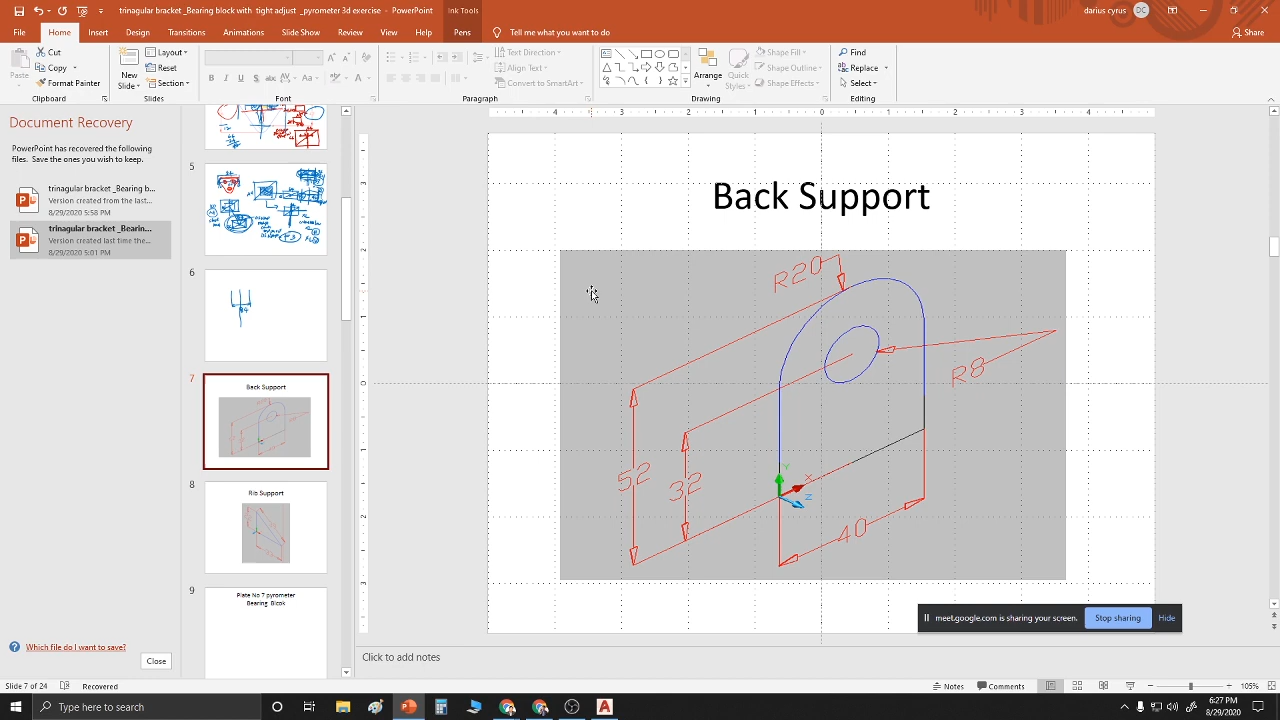 trinagular bracket _Bearing block with tight adjust _pyrometer 3d exercise - PowerPoint
Ink Tools
darius cyrus
DC
File
Home
Insert
Design
Transitions
Animations
Slide Show
Review
View
Help
Pens
Tell me what you want to do
Share
Paste
Cut
Copy
Format Painter
Clipboard
New
Slide
Layout
Reset
Section
Slides
Font
Text Direction
Align Text
Convert to SmartArt
Paragraph
Arrange
Quick
Styles
Shape Fill
Shape Outline
Shape Effects
Drawing
Find
Replace
Select
Editing
Document Recovery
PowerPoint has recovered the following
files. Save the ones you wish to keep.
trinagular bracket _Bearing b...
Version created from the last...
8/29/2020 5:58 PM
trinagular bracket _Bearin...
Version created last time the...
8/29/2020 5:01 PM
Which file do I want to save?
Close
5
6
7
Back Support
8
Rib Support
9
Plate No 7 pyrometer
Bearing Blcok
Back Support
R20
R8
52
32
40
Y
Z
meet.google.com is sharing your screen.
Stop sharing
Hide
Click to add notes
Slide 7 of 24
Recovered
Notes
Comments
105%
Type here to search
6:27 PM
8/29/2020